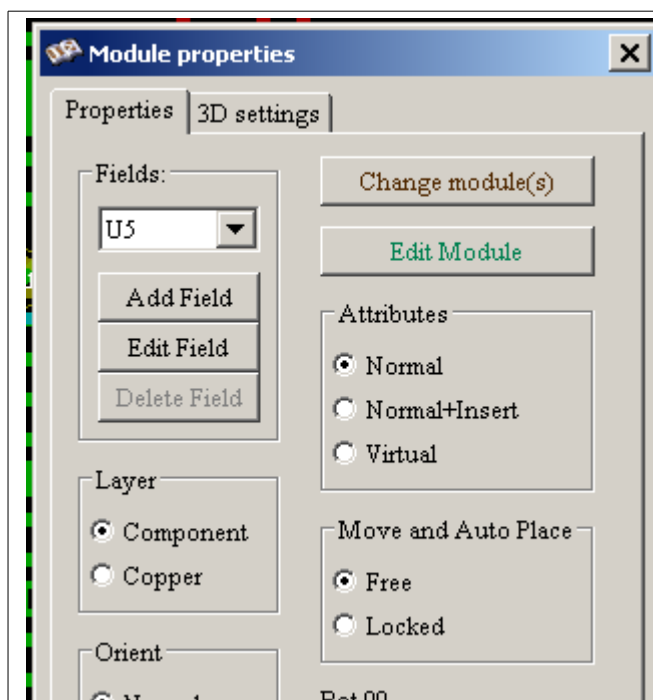 Module properties
Properties
3D settings
Fields:
U5
Add Field
Edit Field
Delete Field
Layer
Component
Copper
Orient
Change module(s)
Edit Module
Attributes
Normal
Normal+Insert
Virtual
Move and Auto Place
Free
Locked